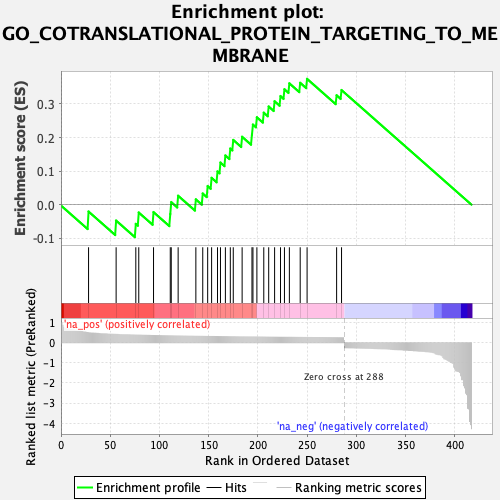 Enrichment plot:
GO_COTRANSLATIONAL_PROTEIN_TARGETING_TO_ME
MBRANE
Enrichment score (ES)
0.3
0.2
0.1
0.0
-0.1
'na_pos' (positively correlated)
Ranked list metric (PreRanked)
1
0
-1
-2
-3
-4
Zero cross at 288
'na_neg' (negatively correlated)
0
50
100
150
200
250
300
350
400
Rank in Ordered Dataset
Enrichment profile
Hits
Ranking metric scores